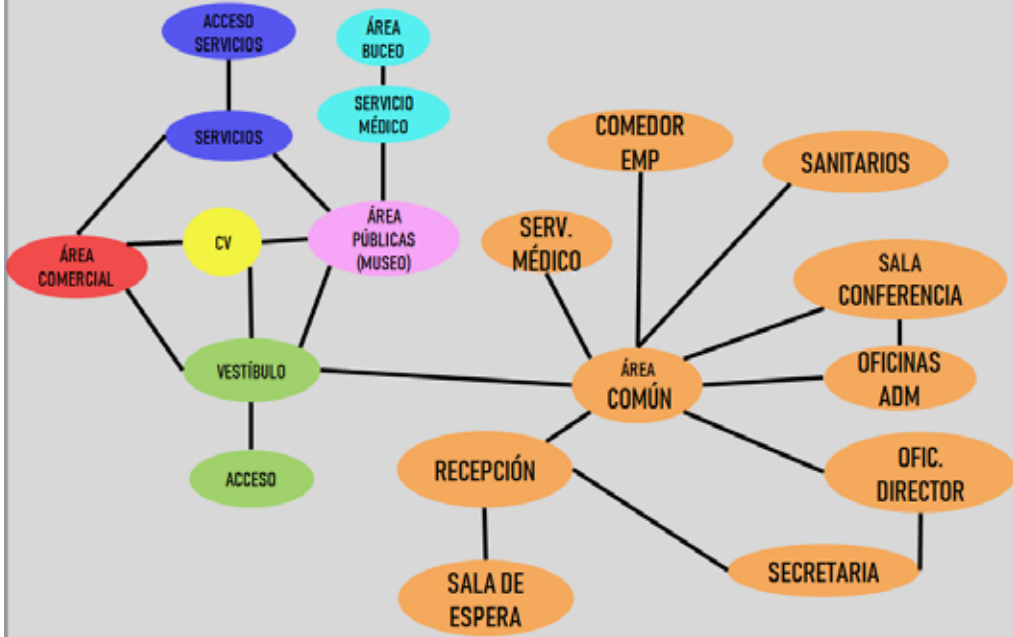 ACCESO
SERVICIOS
ÁREA
BUCEO
SERVICIO
MÉDICO
SERVICIOS
COMEDOR
EMP
SANITARIOS
ÁREA
PÚBLICAS
(MUSEO)
CV
ÁREA
COMERCIAL
SERV.
MÉDICO
SALA
CONFERENCIA
VESTÍBULO
ÁREA
COMÚN
OFICINAS
ADM
ACCESO
RECEPCIÓN
OFIC.
DIRECTOR
SALA DE
ESPERA
SECRETARIA